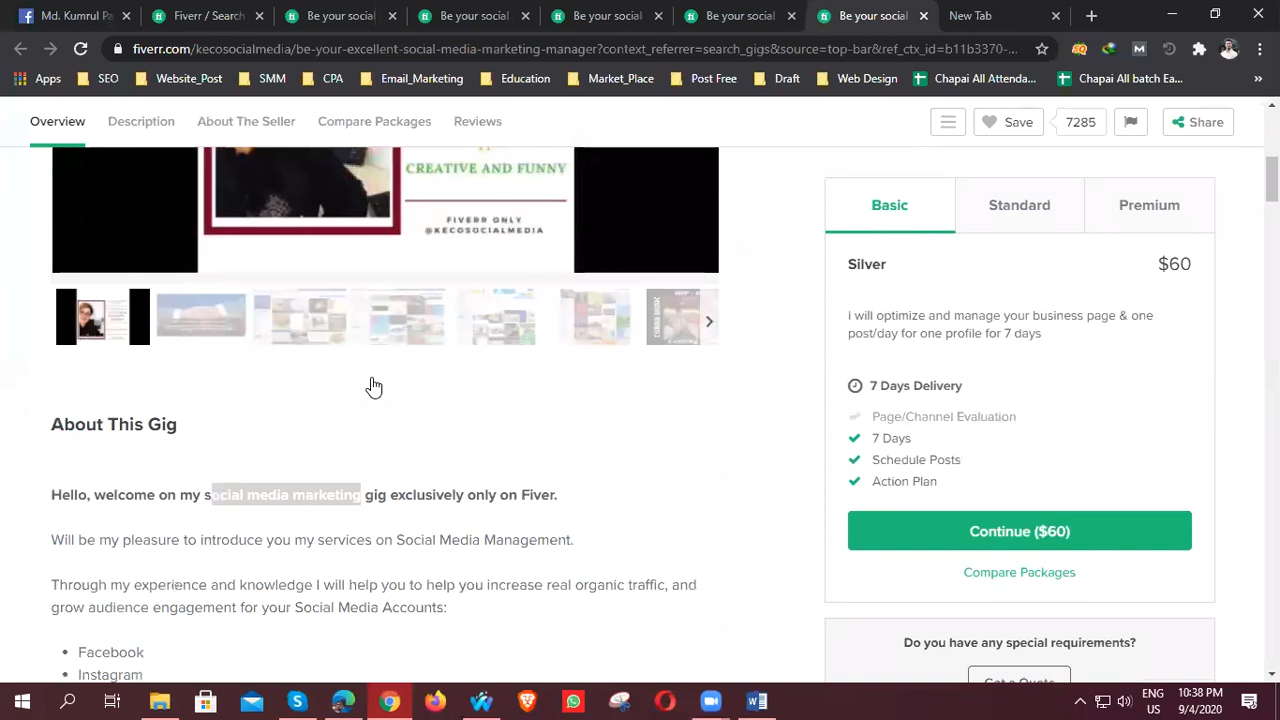 Md. Kumrul P
Fiverr / Search
Be your social
Be your social
Be your social
Be your social
Be your social
New Tab
fiverr.com/kecosocialmedia/be-your-excellent-social-media-marketing-manager?context_referrer=search_gigs&source=top-bar&ref_ctx_id=b11b3370-...
Apps
SEO
Website_Post
SMM
CPA
Email_Marketing
Education
Market_Place
Post Free
Draft
Web Design
Chapai All Attenda...
Chapai All batch Ea...
»
Overview
Description
About The Seller
Compare Packages
Reviews
Save
7285
Share
CREATIVE AND FUNNY
FIVERR ONLY
@KECOSOCIALMEDIA
Basic
Standard
Premium
Silver
$60
i will optimize and manage your business page & one
post/day for one profile for 7 days
7 Days Delivery
Page/Channel Evaluation
7 Days
Schedule Posts
Action Plan
Continue ($60)
Compare Packages
Do you have any special requirements?
Get a Quote
About This Gig
Hello, welcome on my social media marketing gig exclusively only on Fiver.
Will be my pleasure to introduce you my services on Social Media Management.
Through my experience and knowledge I will help you to help you increase real organic traffic, and
grow audience engagement for your Social Media Accounts:
• Facebook
• Instagram
ENG
US
10:38 PM
9/4/2020